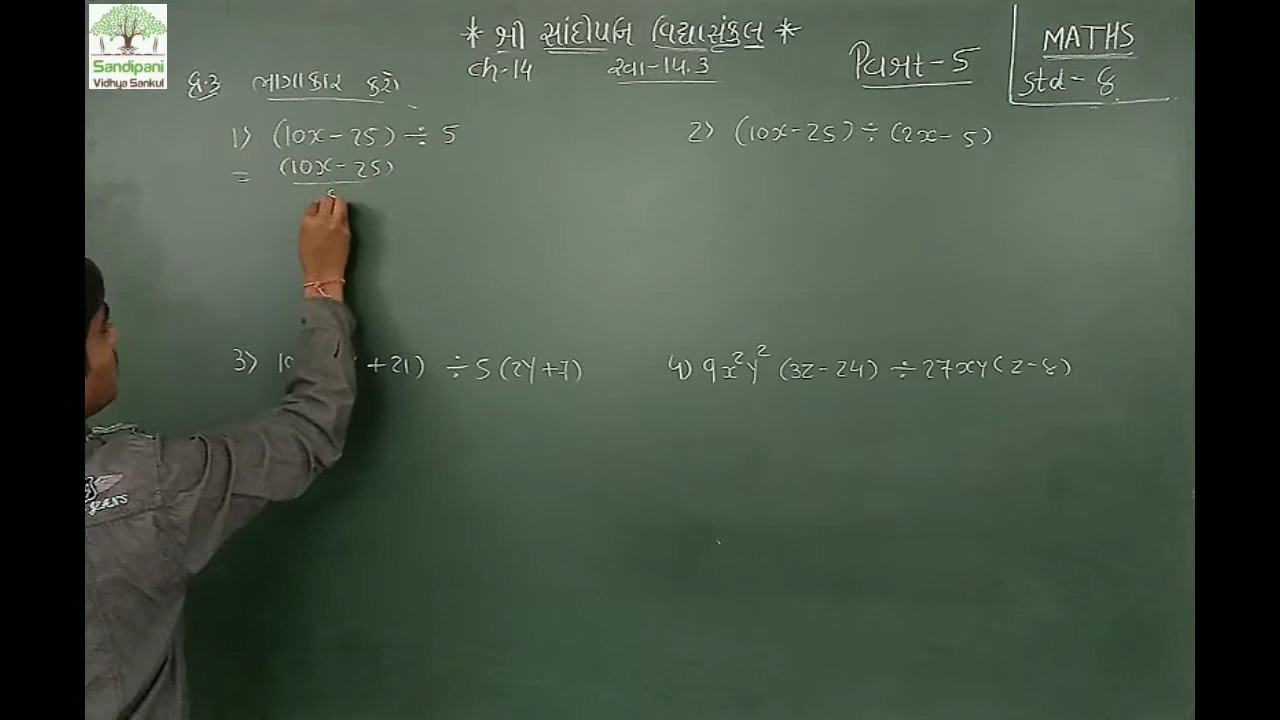 Sandipani
Vidhya Sankul
* શ્રી સાંદીપનિ વિદ્યાસંકુલ *
ch-14 સ્વા-14.3
વિભાગ-5
MATHS
std-8
પ્ર.3 ભાગાકાર કરો
1) (10x-25) ÷ 5
= (10x-25)
2) (10x-25) ÷ (2x-5)
3) 10 +21) ÷ 5(2y+7)
4) 9x²y² (3z-24) ÷ 27xy(z-8)